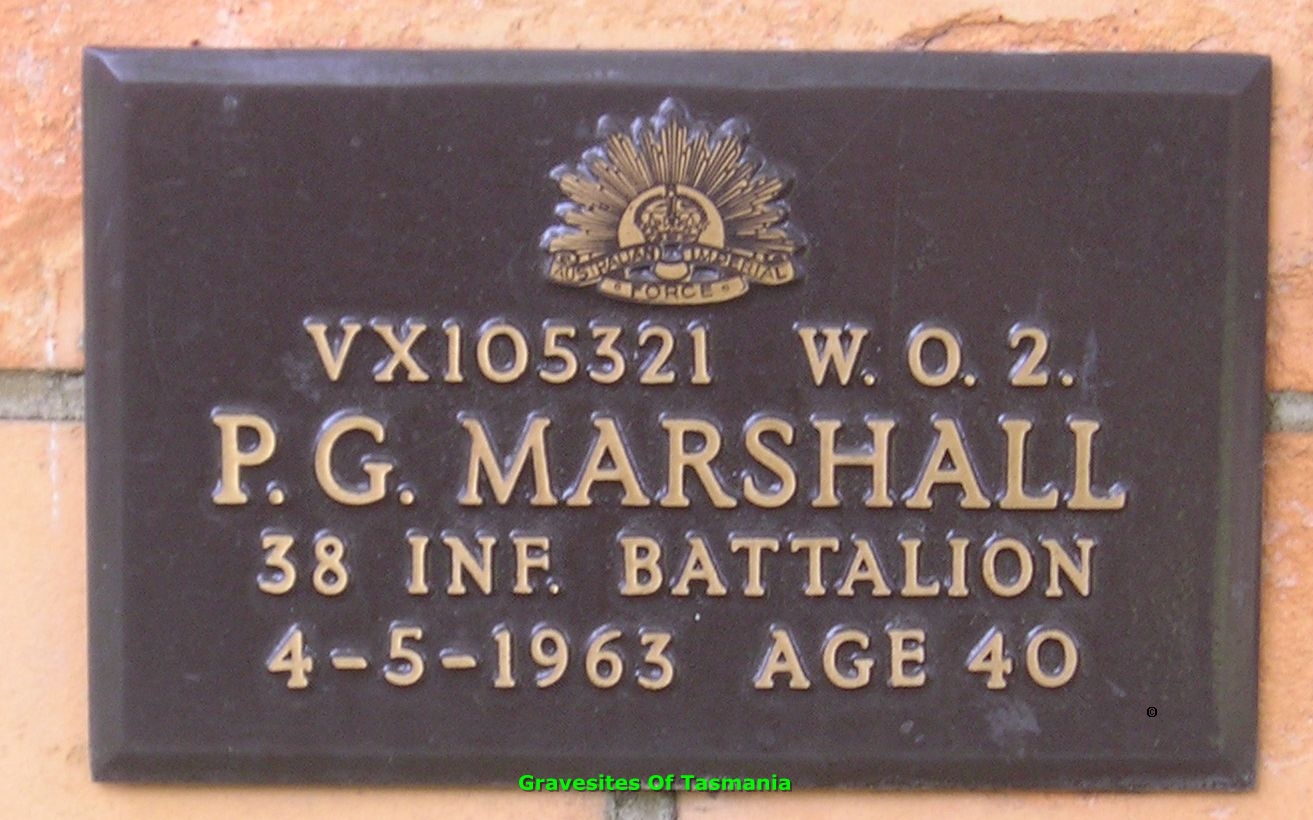 AUSTRALIAN IMPERIAL
FORCE
VX105321 W. O. 2.
P. G. MARSHALL
38 INF. BATTALION
4-5-1963 AGE 40
©
Gravesites Of Tasmania